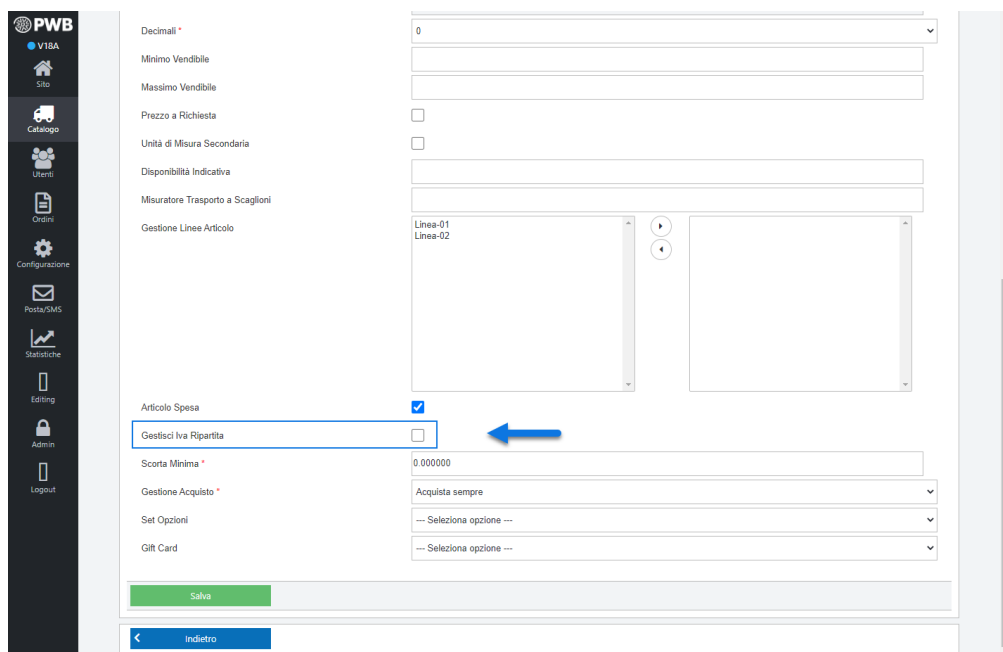 PWB
V18A
Sito
Catalogo
Utenti
Ordini
Configurazione
Posta/SMS
Statistiche
Editing
Admin
Logout
Decimali * 0
Minimo Vendibile
Massimo Vendibile
Prezzo a Richiesta
Unità di Misura Secondaria
Disponibilità Indicativa
Misuratore Trasporto a Scaglioni
Gestione Linee Articolo
Linea-01
Linea-02
Articolo Spesa
Gestisci Iva Ripartita
Scorta Minima * 0.000000
Gestione Acquisto * Acquista sempre
Set Opzioni --- Seleziona opzione ---
Gift Card --- Seleziona opzione ---
Salva
Indietro